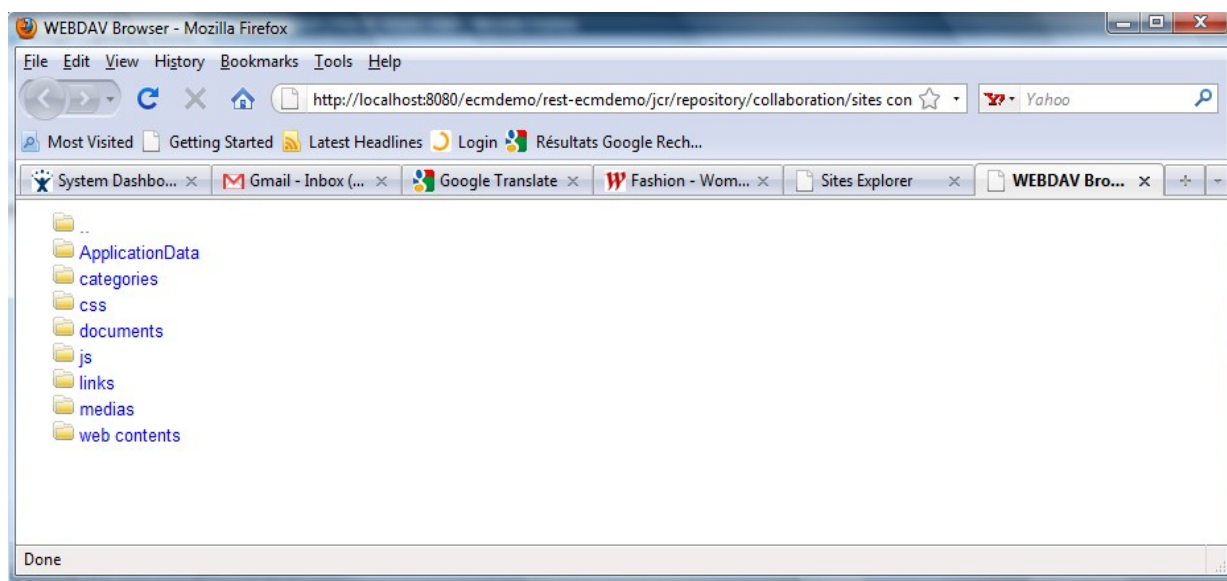 WEBDAV Browser - Mozilla Firefox
File Edit View History Bookmarks Tools Help
http://localhost:8080/ecmdemo/rest-ecmdemo/jcr/repository/collaboration/sites con Yahoo
Most Visited Getting Started Latest Headlines Login Résultats Google Rech...
System Dashbo... Gmail - Inbox (... Google Translate Fashion - Wom... Sites Explorer WEBDAV Bro...
..
ApplicationData
categories
css
documents
js
links
medias
web contents
Done